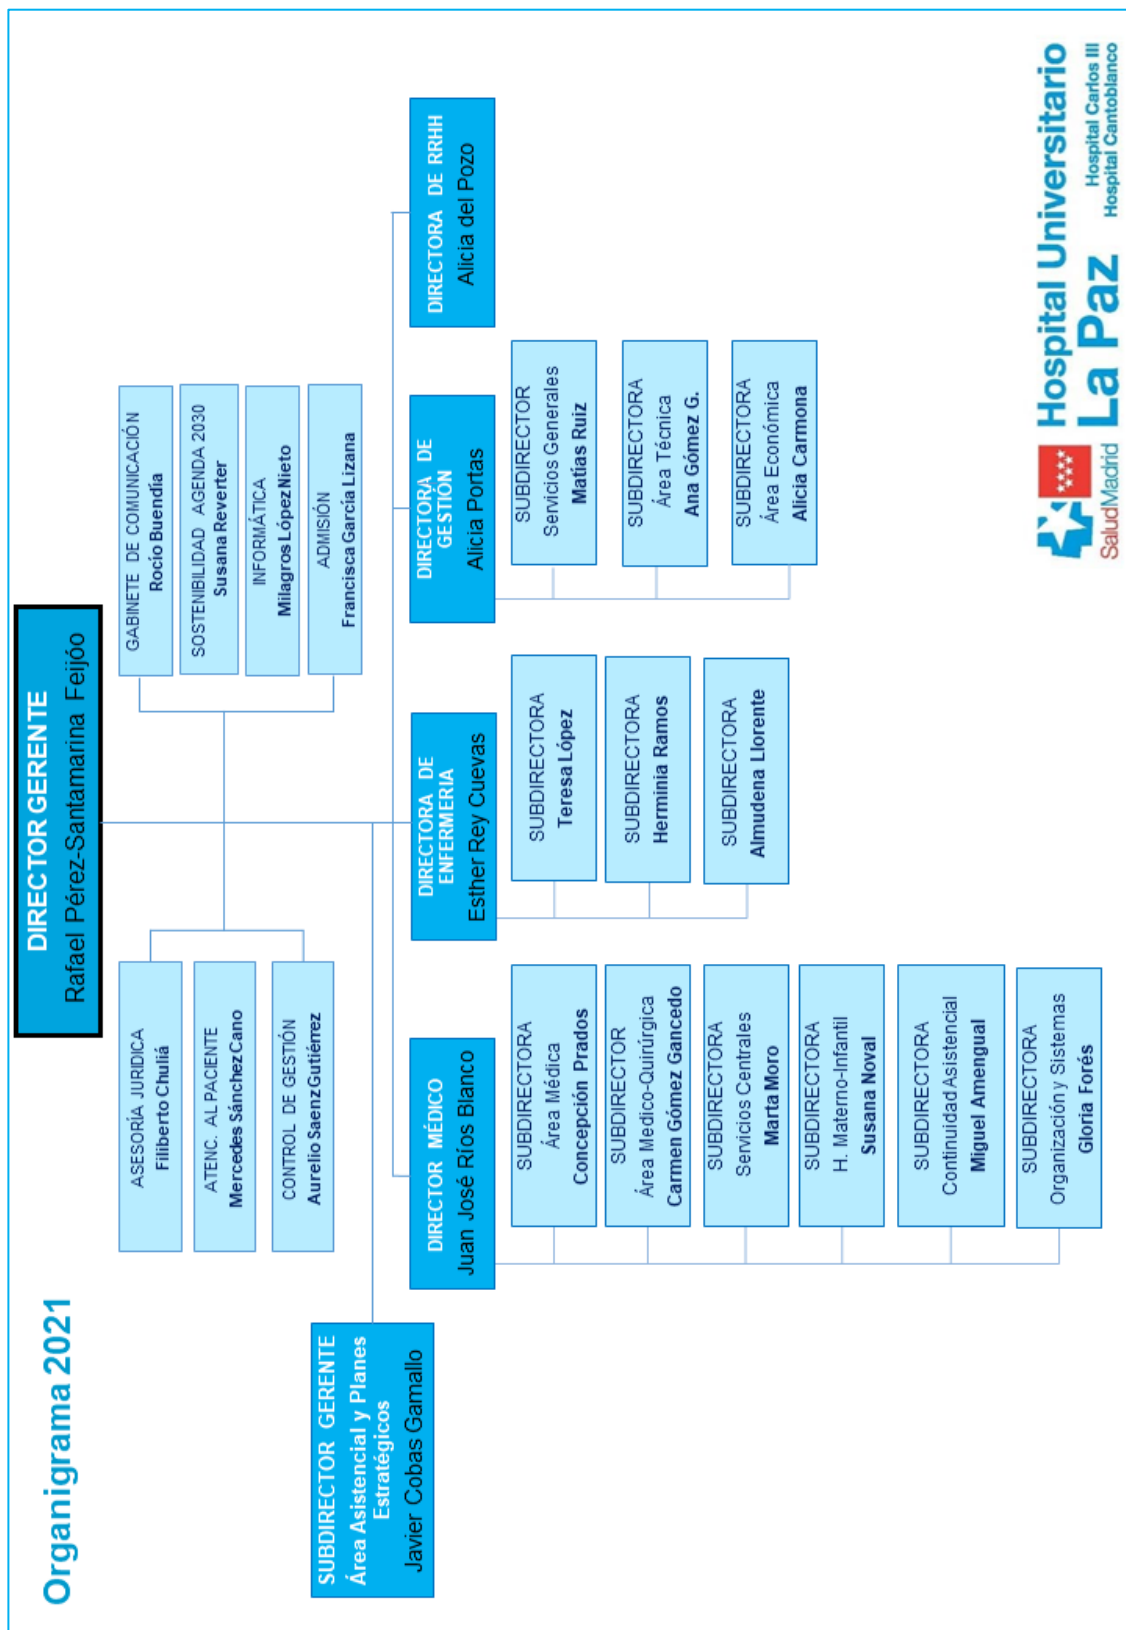 Organigrama 2021
DIRECTOR GERENTE
Rafael Pérez-Santamarina Feijóo
ASESORÍA JURIDICA
Filiberto Chuliá
ATENC. AL PACIENTE
Mercedes Sánchez Cano
CONTROL DE GESTIÓN
Aurelio Saenz Gutiérrez
GABINETE DE COMUNICACIÓN
Rocío Buendía
SOSTENIBILIDAD AGENDA 2030
Susana Reverter
INFORMÁTICA
Milagros López Nieto
ADMISIÓN
Francisca García Lizana
SUBDIRECTOR GERENTE
Área Asistencial y Planes
Estratégicos
Javier Cobas Gamallo
DIRECTOR MÉDICO
Juan José Ríos Blanco
SUBDIRECTORA
Área Médica
Concepción Prados
SUBDIRECTOR
Área Medico-Quirúrgica
Carmen Gómez Gancedo
SUBDIRECTORA
Servicios Centrales
Marta Moro
SUBDIRECTORA
H. Materno-Infantil
Susana Noval
SUBDIRECTORA
Continuidad Asistencial
Miguel Amengual
SUBDIRECTORA
Organización y Sistemas
Gloria Forés
DIRECTORA DE
ENFERMERIA
Esther Rey Cuevas
SUBDIRECTORA
Teresa López
SUBDIRECTORA
Herminia Ramos
SUBDIRECTORA
Almudena Llorente
DIRECTORA DE
GESTIÓN
Alicia Portas
SUBDIRECTOR
Servicios Generales
Matías Ruiz
SUBDIRECTORA
Área Técnica
Ana Gómez G.
SUBDIRECTORA
Área Económica
Alicia Carmona
DIRECTORA DE RRHH
Alicia del Pozo
SaludMadrid
Hospital Universitario
La Paz
Hospital Carlos III
Hospital Cantoblanco